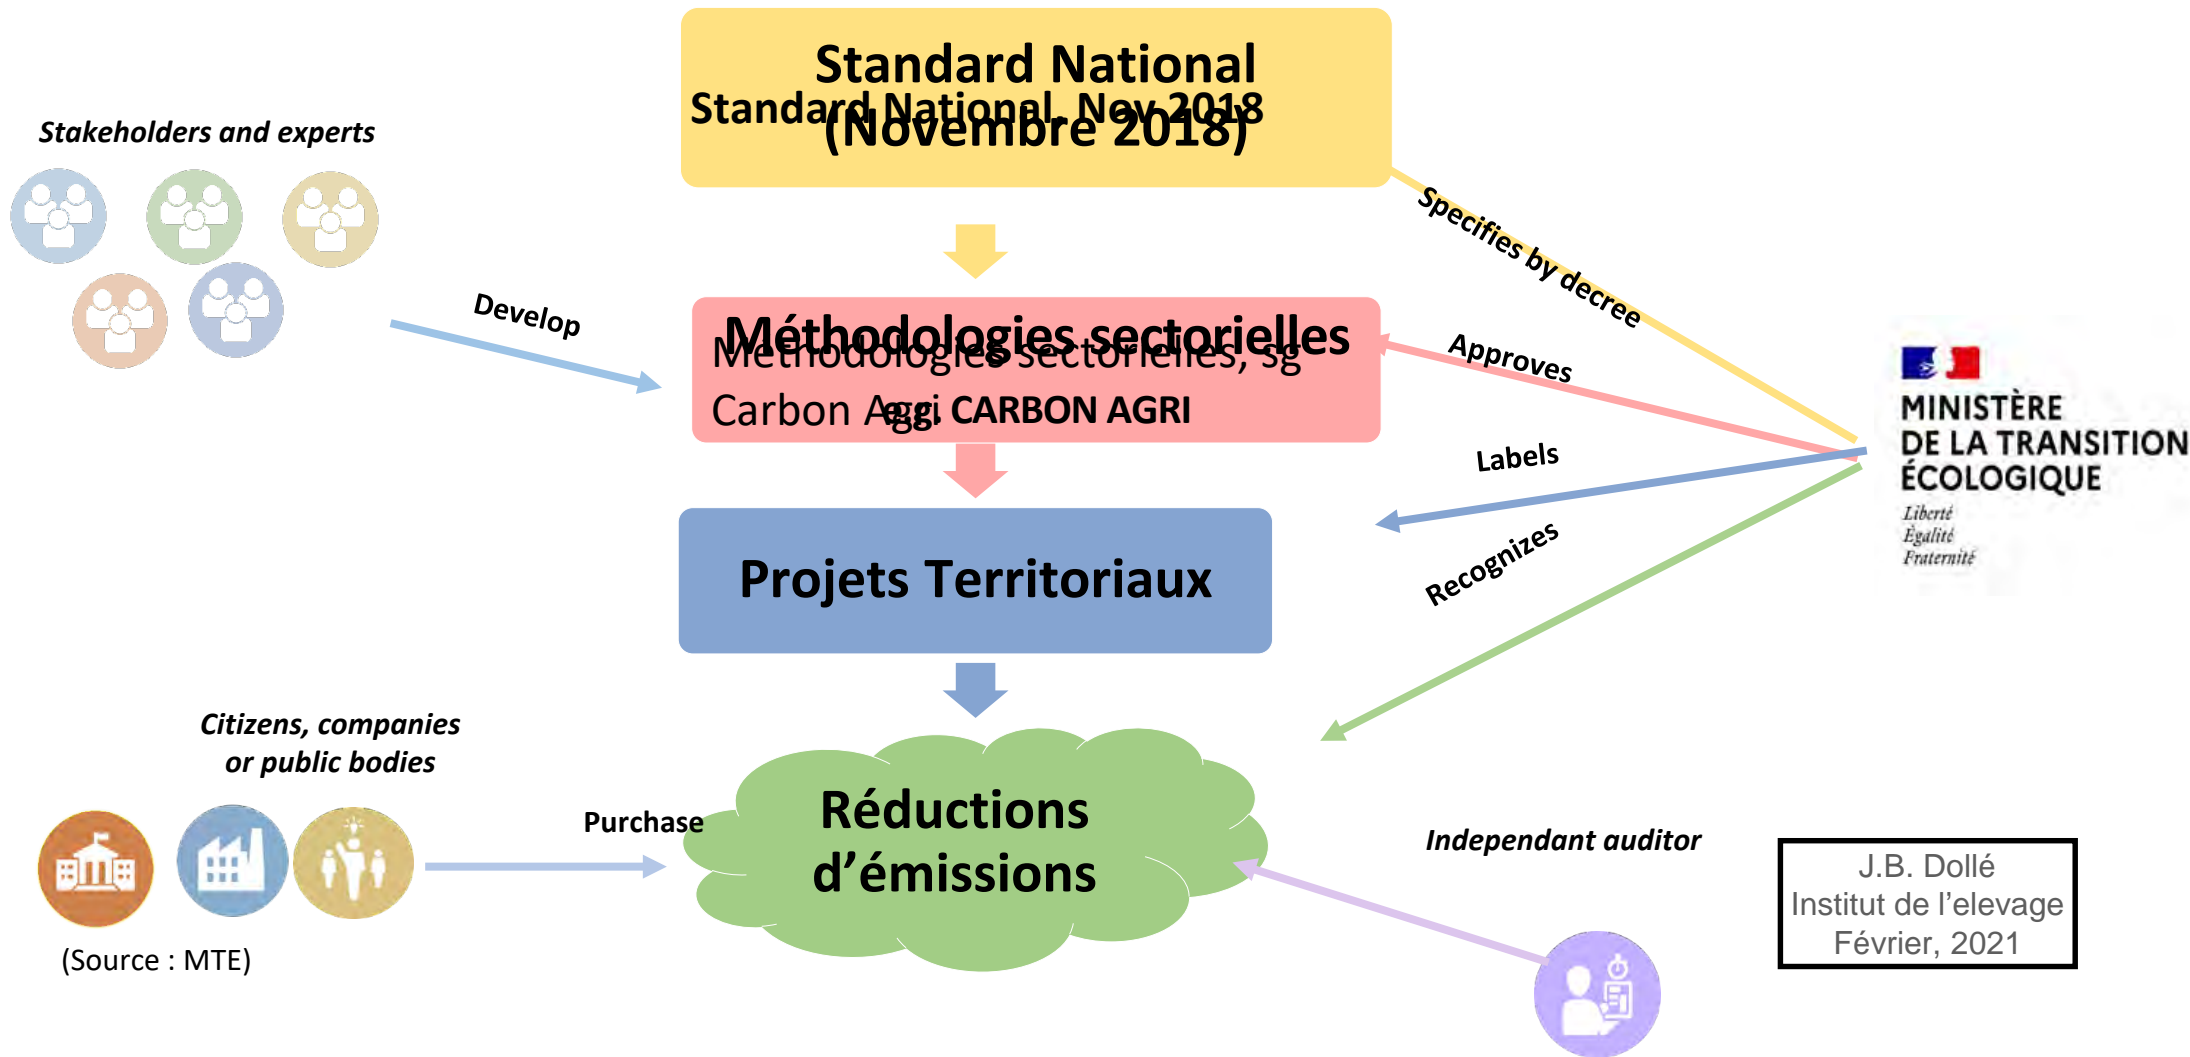 Standard National
(Novembre 2018)
Standard National, Nov 2018
Stakeholders and experts
Specifies by decree
Develop
Méthodologies sectorielles
Méthodologies sectorielles, sg
Carbon Agri
e.g. CARBON AGRI
Approves
MINISTÈRE
DE LA TRANSITION
ÉCOLOGIQUE
Liberté
Égalité
Fraternité
Labels
Recognizes
Projets Territoriaux
Citizens, companies
or public bodies
Purchase
Réductions
d’émissions
Independant auditor
J.B. Dollé
Institut de l’elevage
Février, 2021
(Source : MTE)